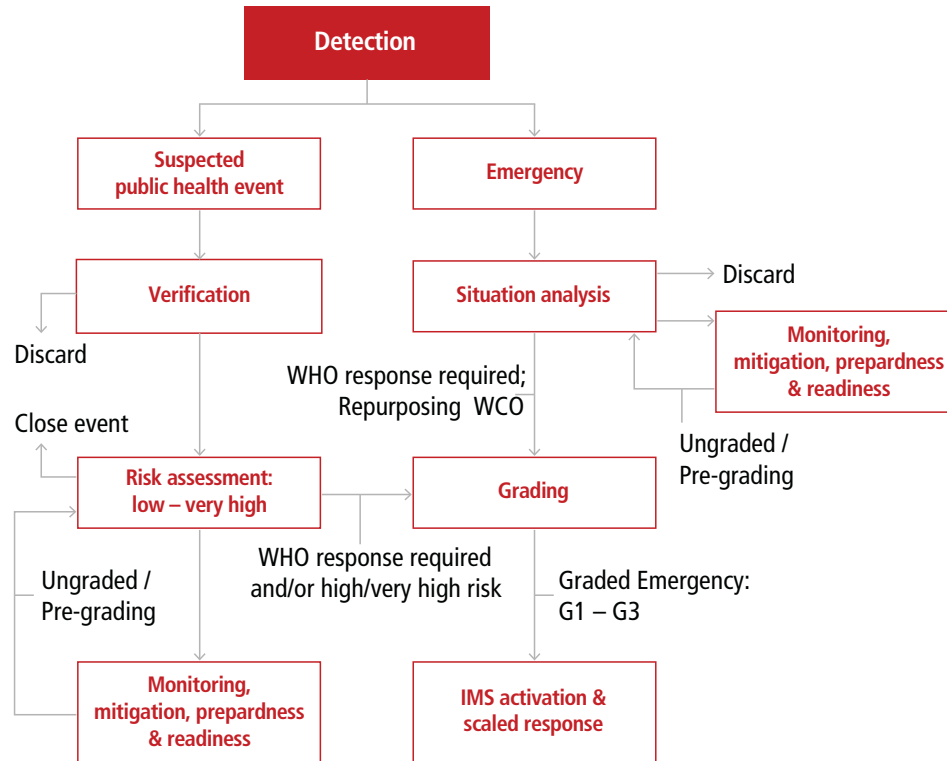 Detection
Suspected
public health event
Emergency
Verification
Situation analysis
Discard
Discard
Monitoring,
mitigation, prepardness
& readiness
WHO response required;
Repurposing WCO
Close event
Ungraded /
Pre-grading
Risk assessment:
low – very high
Grading
WHO response required
and/or high/very high risk
Ungraded /
Pre-grading
Graded Emergency:
G1 – G3
Monitoring,
mitigation, prepardness
& readiness
IMS activation &
scaled response